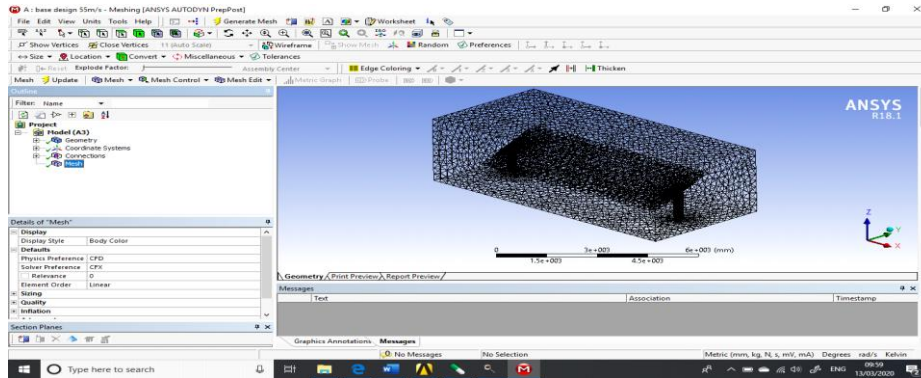 A : base design 55m/s - Meshing [ANSYS AUTODYN PrepPost]
File Edit View Units Tools Help Generate Mesh Worksheet
Show Vertices Close Vertices 11 (Auto Scale) Wireframe Show Mesh Random Preferences
Size Location Convert Miscellaneous Tolerances
Reset Explode Factor: Assembly Center Edge Coloring Thicken
Mesh Update Mesh Mesh Control Mesh Edit Metric Graph Probe
Outline
Filter: Name
Project
Model (A3)
Geometry
Coordinate Systems
Connections
Mesh
ANSYS
R18.1
Z
Y
X
0 3e+003 6e+003 (mm)
1.5e+003 4.5e+003
Details of "Mesh"
Display
Display Style Body Color
Defaults
Physics Preference CFD
Solver Preference CFX
Relevance 0
Element Order Linear
Sizing
Quality
Inflation
Geometry Print Preview Report Preview
Messages
Text Association Timestamp
Section Planes
Graphics Annotations Messages
No Messages No Selection Metric (mm, kg, N, s, mV, mA) Degrees rad/s Kelvin
Type here to search
ENG
09:59
13/03/2020